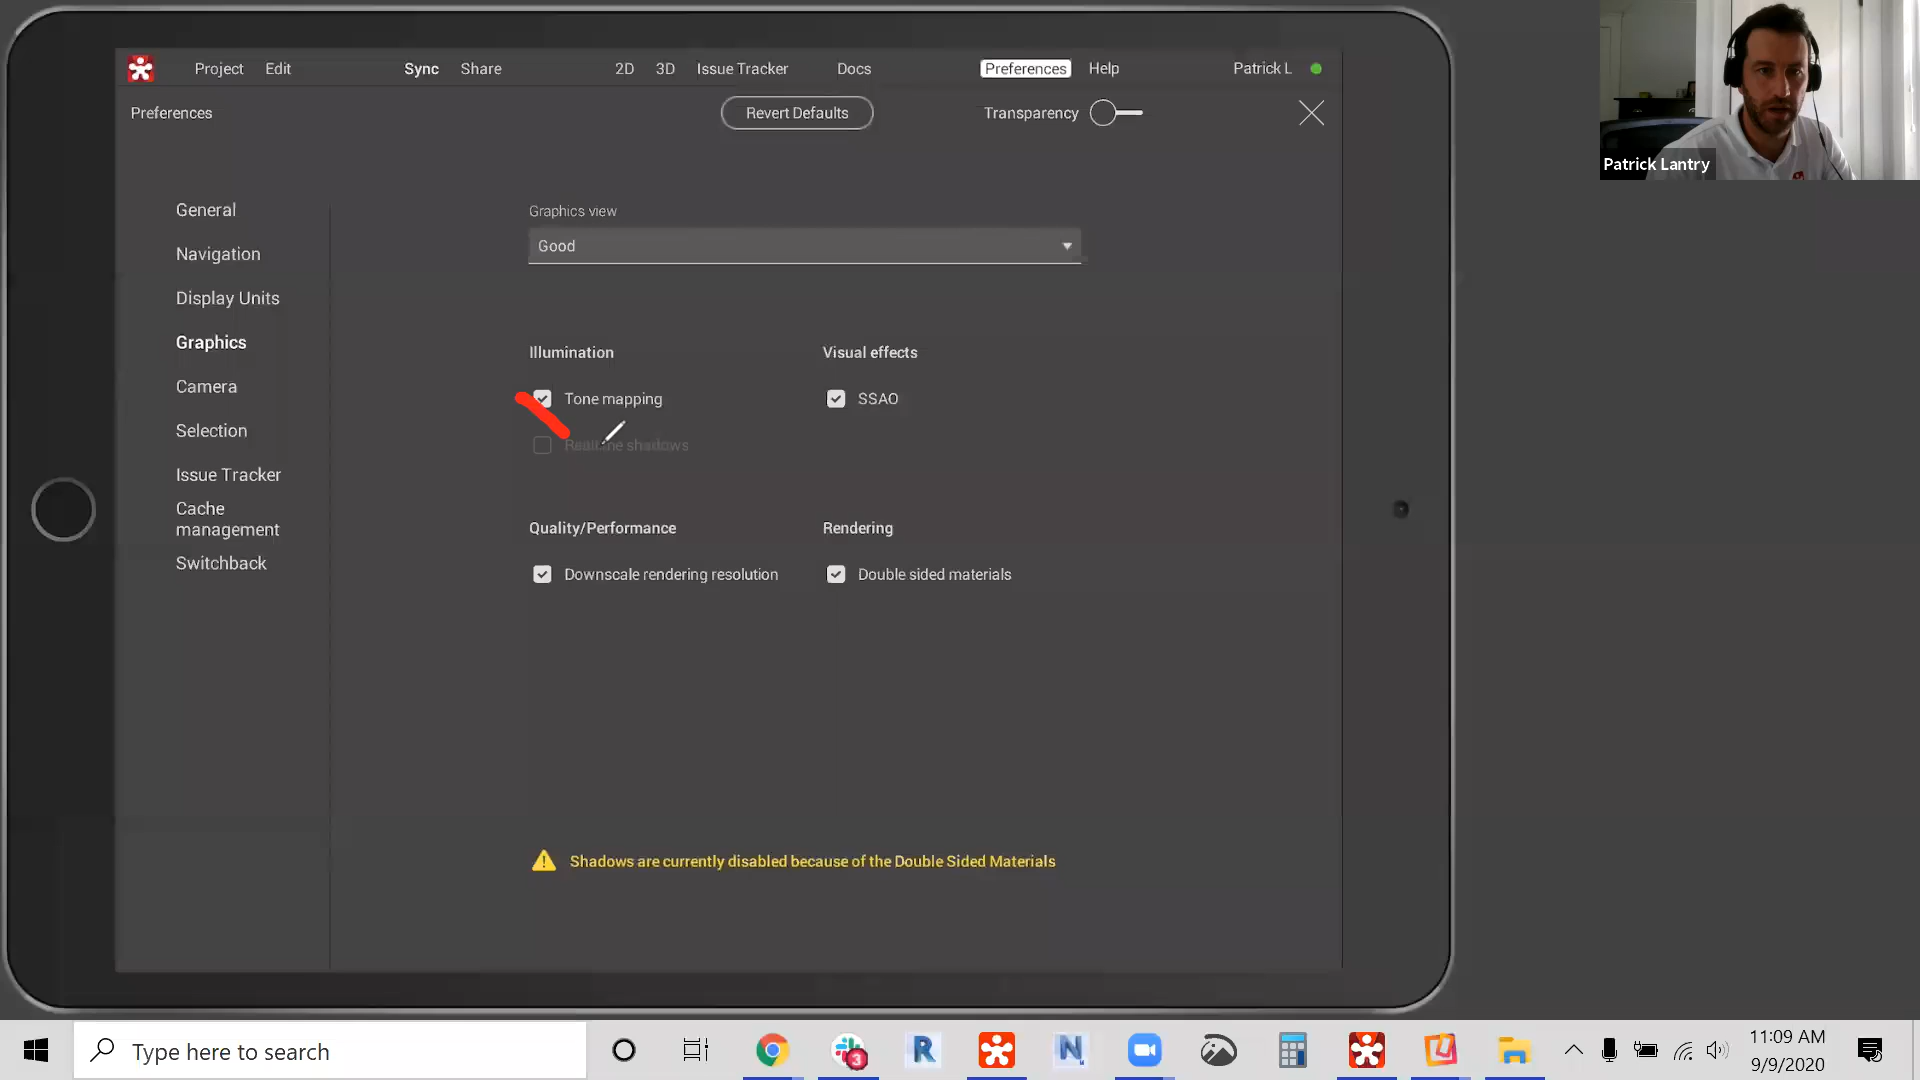 Project Edit Sync Share 2D 3D Issue Tracker Docs Preferences Help Patrick L
Preferences Revert Defaults Transparency
Patrick Lantry
General
Navigation
Display Units
Graphics
Camera
Selection
Issue Tracker
Cache
management
Switchback
Graphics view
Good
Illumination Visual effects
Tone mapping SSAO
Realtime shadows
Quality/Performance Rendering
Downscale rendering resolution Double sided materials
Shadows are currently disabled because of the Double Sided Materials
Type here to search
3
R
N
11:09 AM
9/9/2020